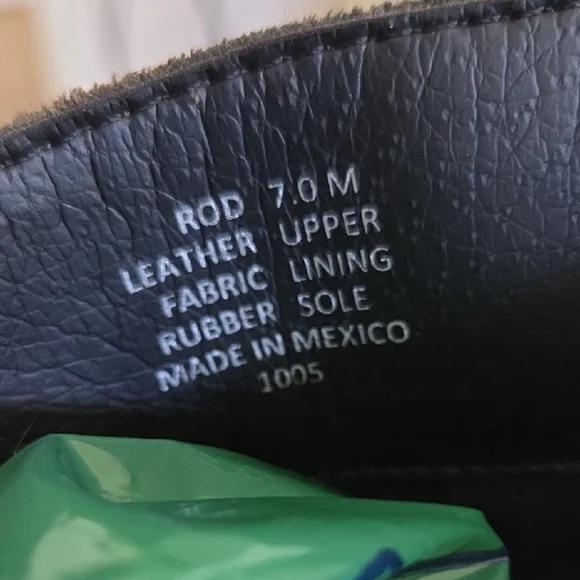 ROD 7.0 M
LEATHER UPPER
FABRIC LINING
RUBBER SOLE
MADE IN MEXICO
1005